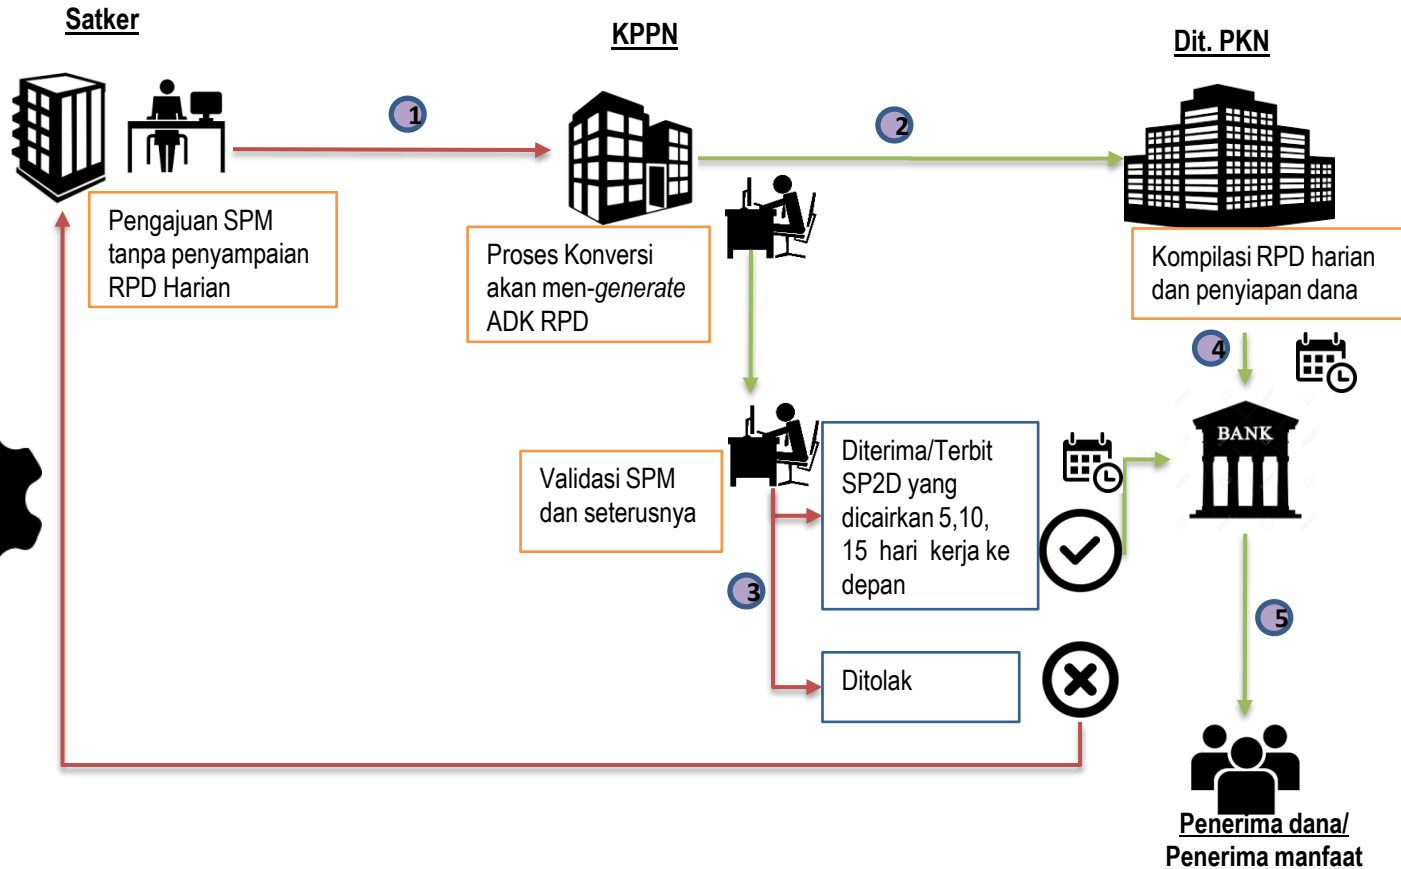 Satker
KPPN
Dit. PKN
1
2
Pengajuan SPM
tanpa penyampaian
RPD Harian
Proses Konversi
akan men-generate
ADK RPD
Kompilasi RPD harian
dan penyiapan dana
4
BANK
Validasi SPM
dan seterusnya
Diterima/Terbit
SP2D yang
dicairkan 5,10,
15 hari kerja ke
depan
3
5
Ditolak
Penerima dana/
Penerima manfaat